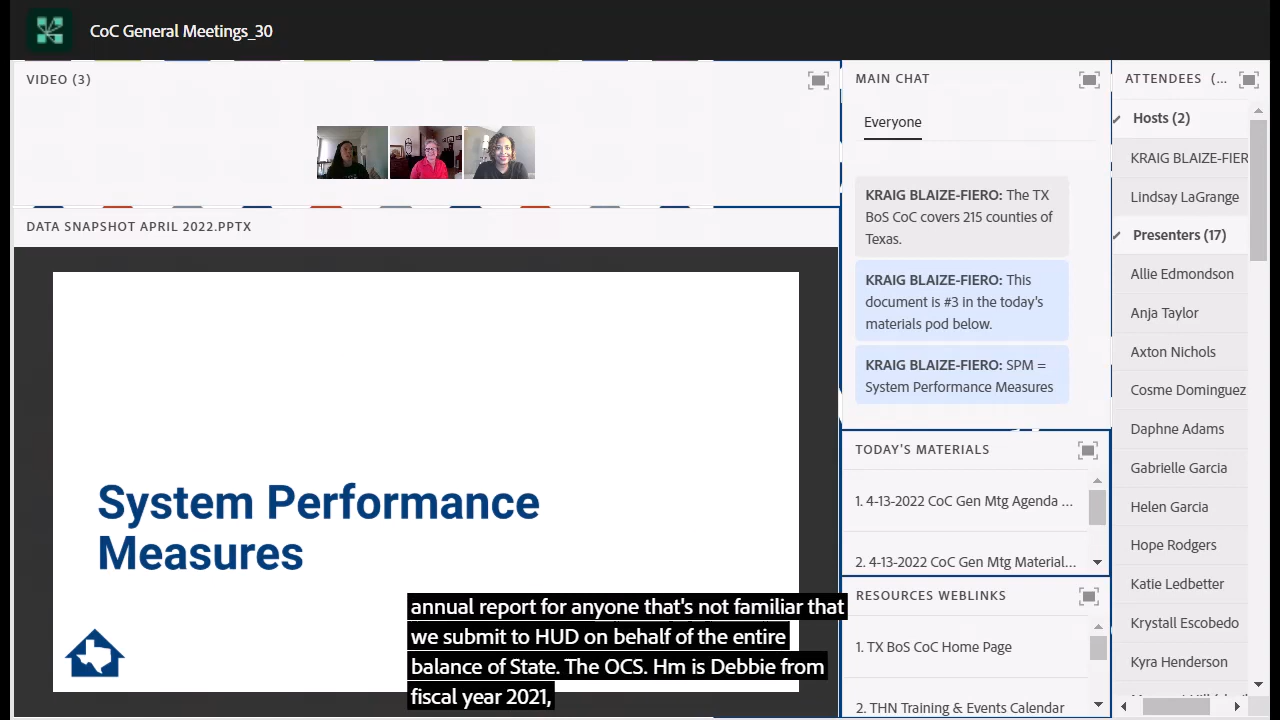 CoC General Meetings_30
VIDEO (3)
DATA SNAPSHOT APRIL 2022.PPTX
System Performance
Measures
annual report for anyone that's not familiar that
we submit to HUD on behalf of the entire
balance of State. The OCS. Hm is Debbie from
fiscal year 2021,
MAIN CHAT
Everyone
KRAIG BLAIZE-FIERO: The TX
BoS CoC covers 215 counties of
Texas.
KRAIG BLAIZE-FIERO: This
document is #3 in the today's
materials pod below.
KRAIG BLAIZE-FIERO: SPM =
System Performance Measures
TODAY'S MATERIALS
1. 4-13-2022 CoC Gen Mtg Agenda ...
2. 4-13-2022 CoC Gen Mtg Material...
RESOURCES WEBLINKS
1. TX BoS CoC Home Page
2. THN Training & Events Calendar
ATTENDEES (...
Hosts (2)
KRAIG BLAIZE-FIER
Lindsay LaGrange
Presenters (17)
Allie Edmondson
Anja Taylor
Axton Nichols
Cosme Dominguez
Daphne Adams
Gabrielle Garcia
Helen Garcia
Hope Rodgers
Katie Ledbetter
Krystall Escobedo
Kyra Henderson